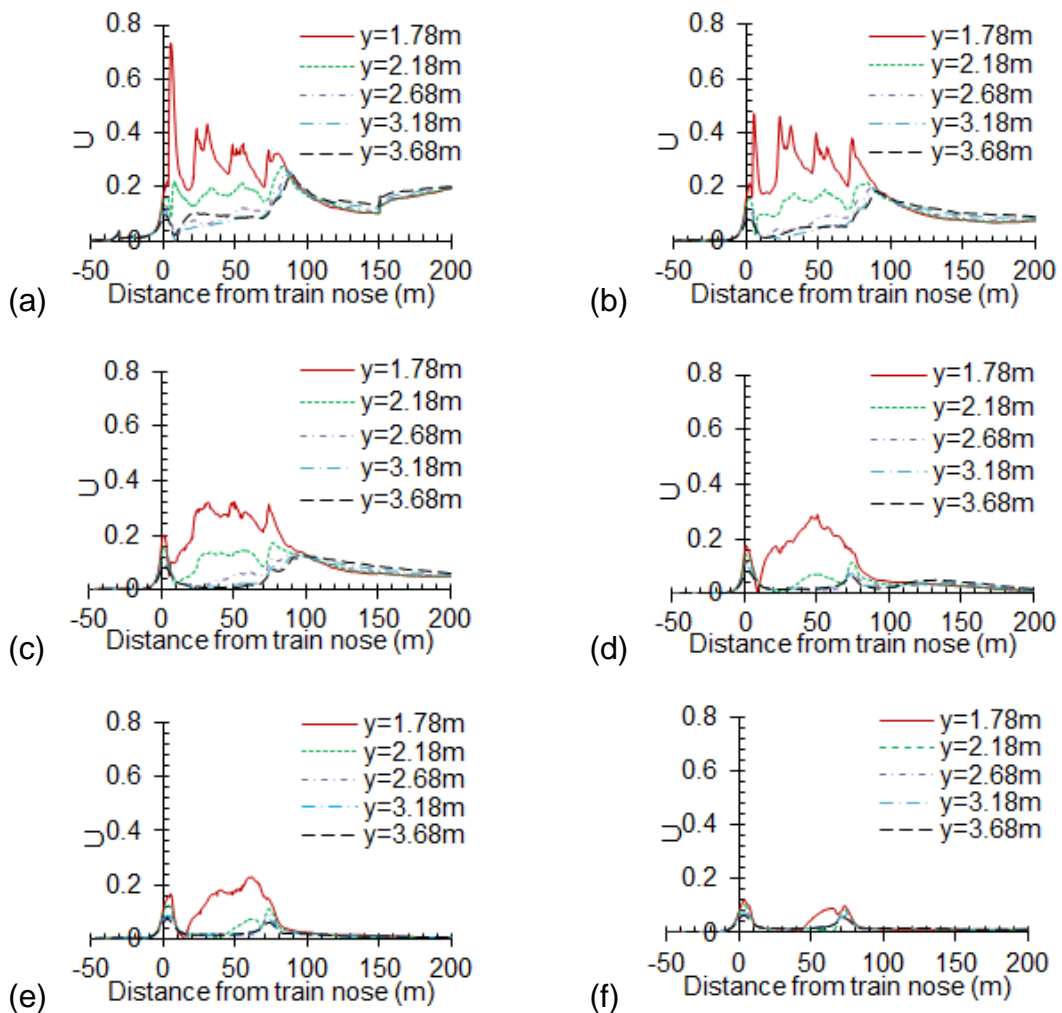 0.8
0.6
0.4
0.2
0
U
-50 0 50 100 150 200
Distance from train nose (m)
y=1.78m
y=2.18m
y=2.68m
y=3.18m
y=3.68m
(a)
0.8
0.6
0.4
0.2
0
U
-50 0 50 100 150 200
Distance from train nose (m)
y=1.78m
y=2.18m
y=2.68m
y=3.18m
y=3.68m
(b)
0.8
0.6
0.4
0.2
0
U
-50 0 50 100 150 200
Distance from train nose (m)
y=1.78m
y=2.18m
y=2.68m
y=3.18m
y=3.68m
(c)
0.8
0.6
0.4
0.2
0
U
-50 0 50 100 150 200
Distance from train nose (m)
y=1.78m
y=2.18m
y=2.68m
y=3.18m
y=3.68m
(d)
0.8
0.6
0.4
0.2
0
U
-50 0 50 100 150 200
Distance from train nose (m)
y=1.78m
y=2.18m
y=2.68m
y=3.18m
y=3.68m
(e)
0.8
0.6
0.4
0.2
0
U
-50 0 50 100 150 200
Distance from train nose (m)
y=1.78m
y=2.18m
y=2.68m
y=3.18m
y=3.68m
(f)